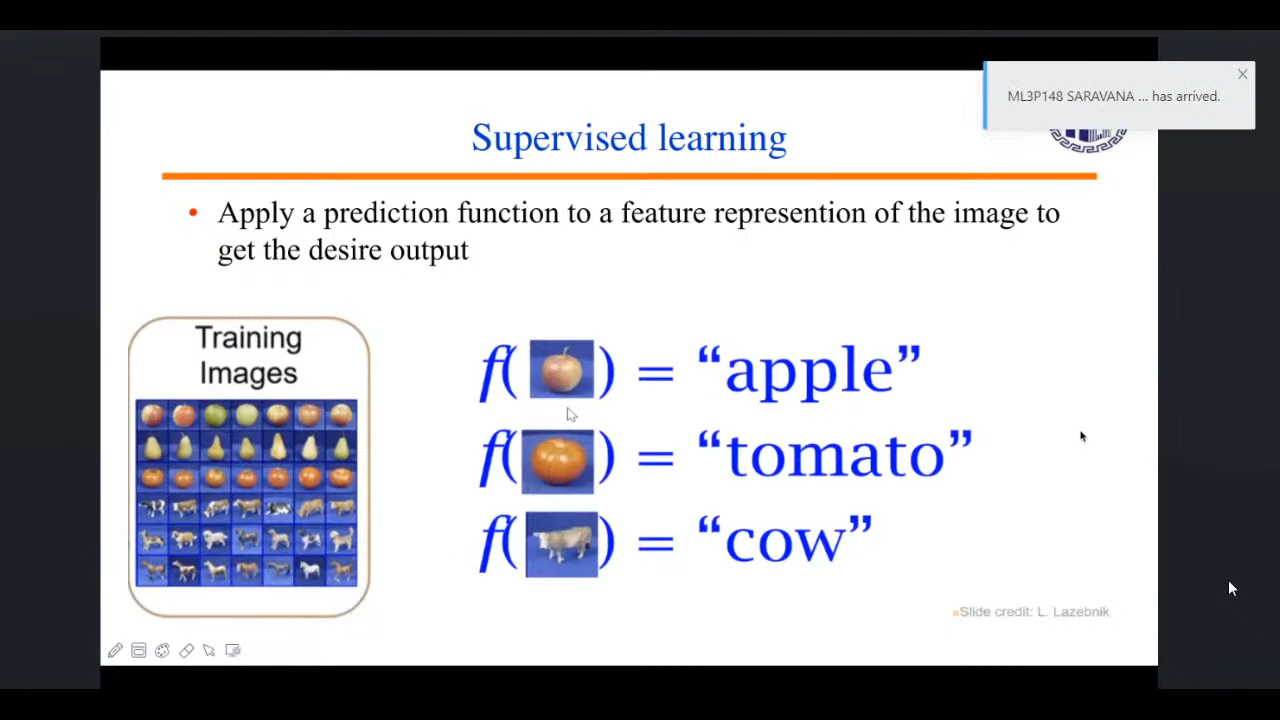 ML3P148 SARAVANA ... has arrived.
Supervised learning
• Apply a prediction function to a feature represention of the image to
get the desire output
Training
Images
f( ) = “apple”
f( ) = “tomato”
f( ) = “cow”
Slide credit: L. Lazebnik